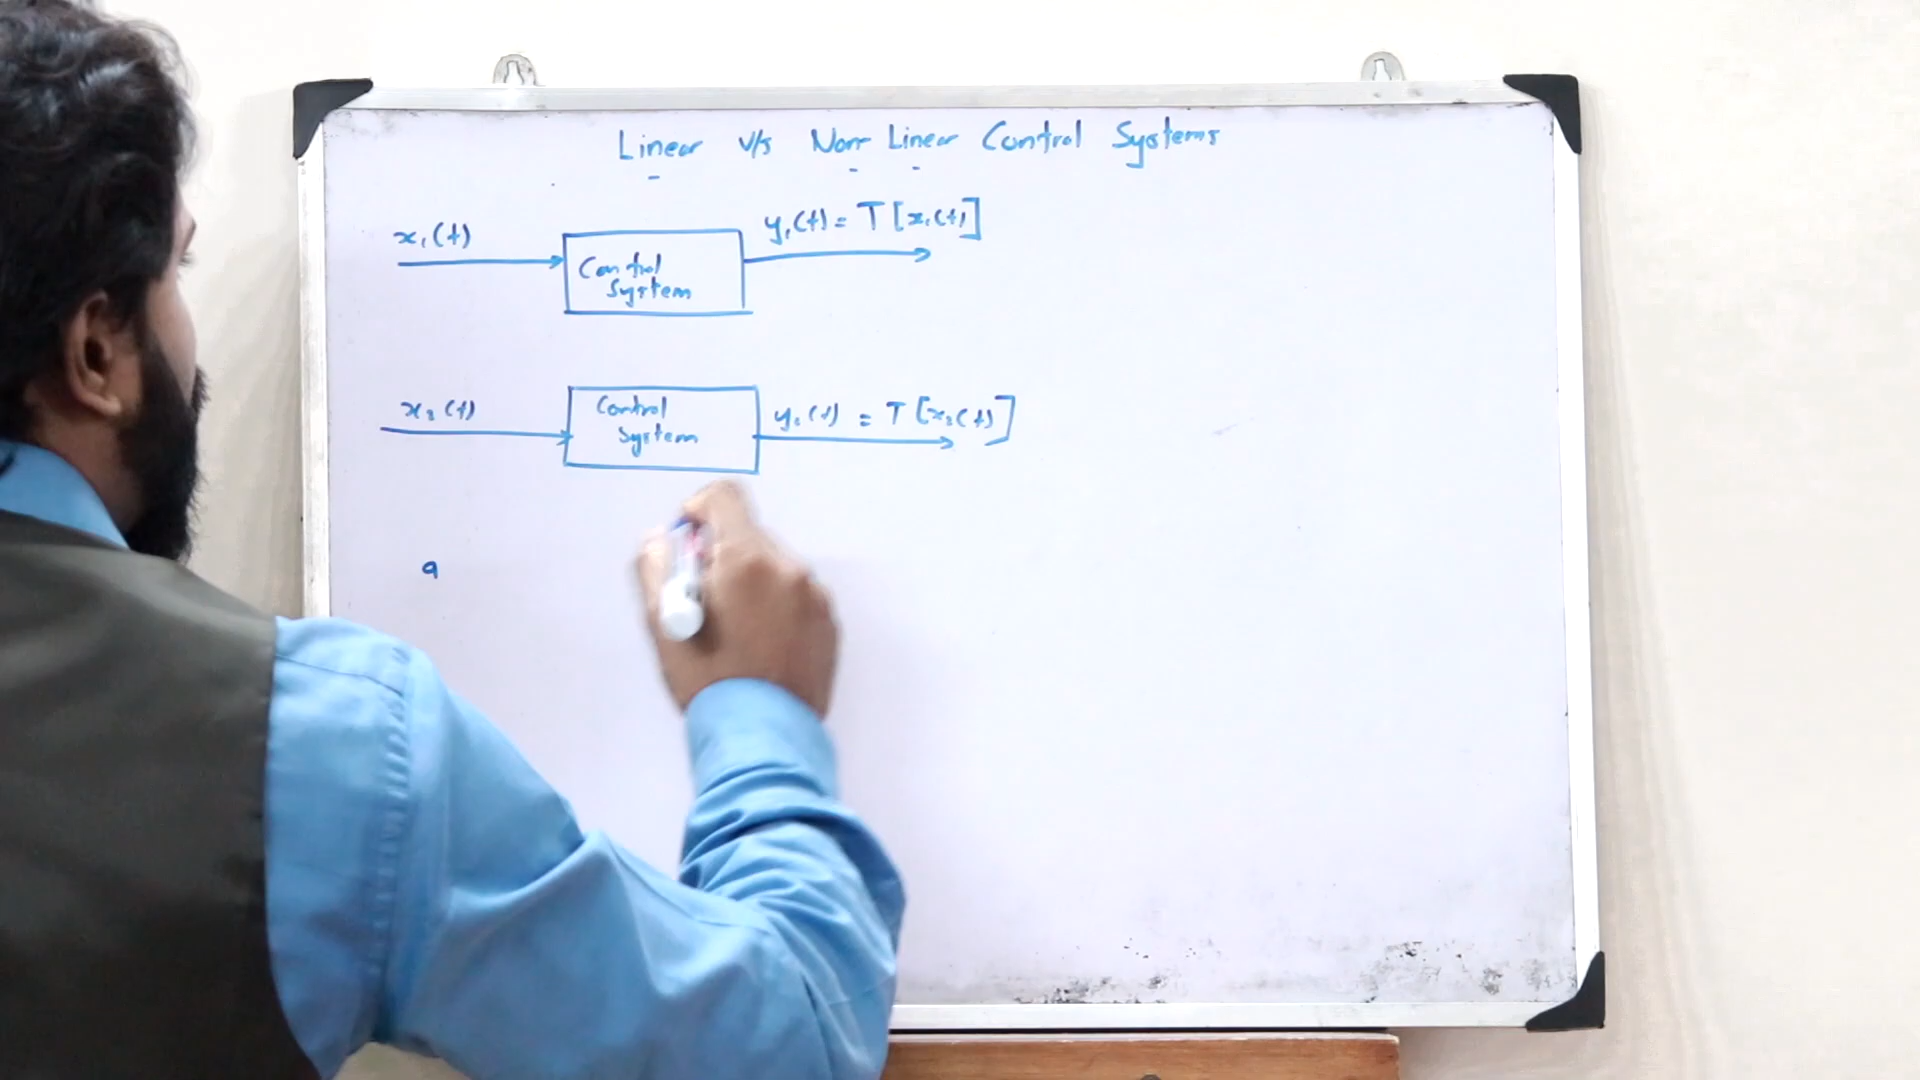 Linear v/s Non-Linear Control Systems
x₁(t)
Control
System
y₁(t) = T[x₁(t)]
x₂(t)
Control
System
y₂(t) = T[x₂(t)]
a